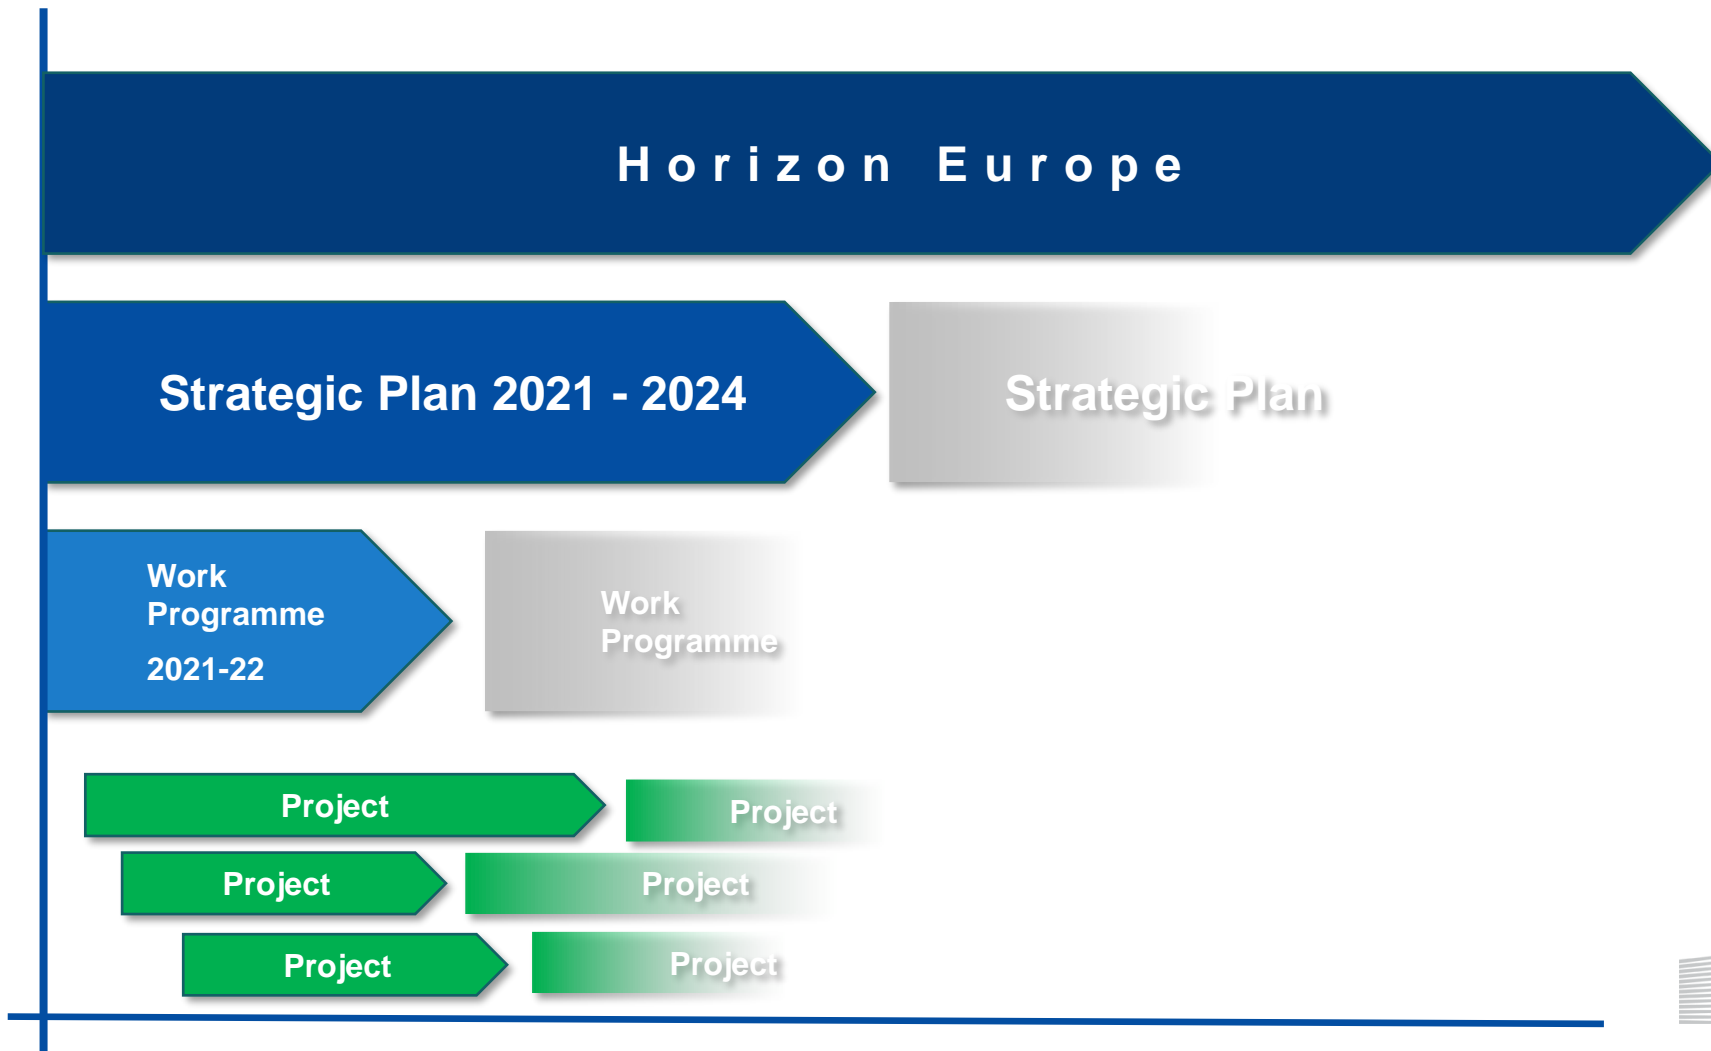 Horizon Europe
Strategic Plan 2021 - 2024
Strategic Plan
Work
Programme
2021-22
Work
Programme
Project
Project
Project
Project
Project
Project